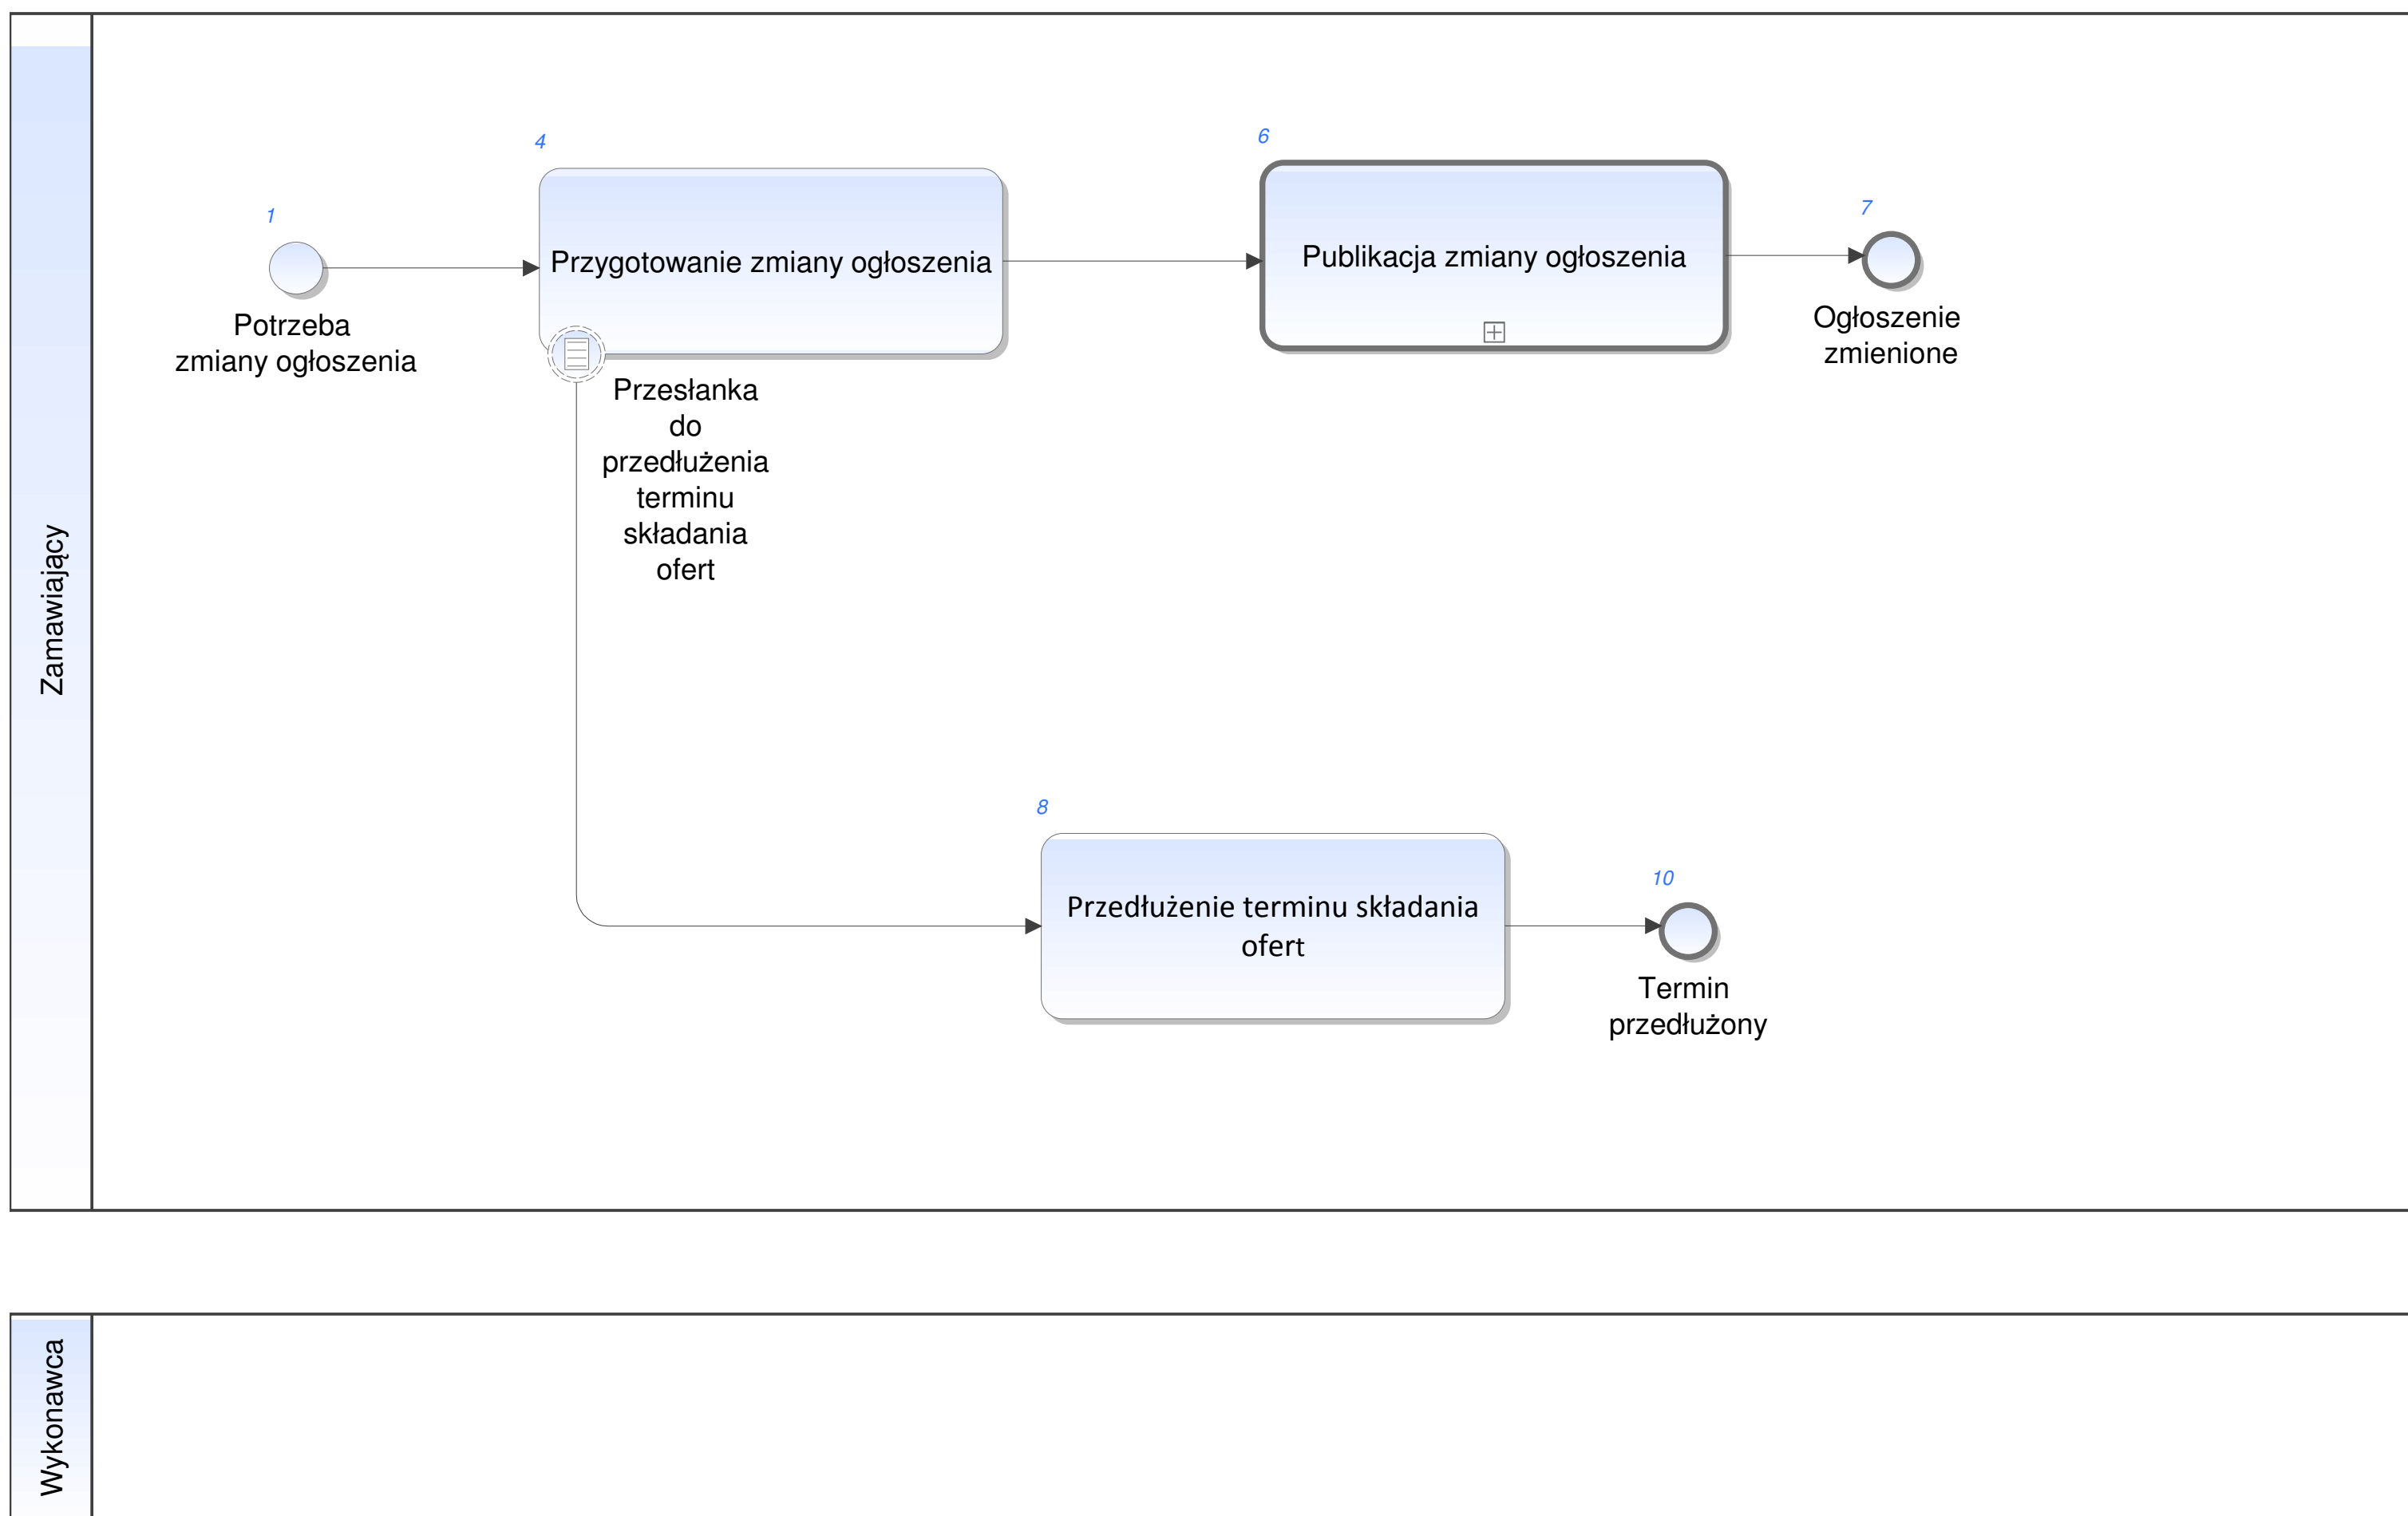 Zamawiający
1
Potrzeba
zmiany ogłoszenia
4
Przygotowanie zmiany ogłoszenia
Przesłanka
do
przedłużenia
terminu
składania
ofert
6
Publikacja zmiany ogłoszenia
7
Ogłoszenie
zmienione
8
Przedłużenie terminu składania
ofert
10
Termin
przedłużony
Wykonawca